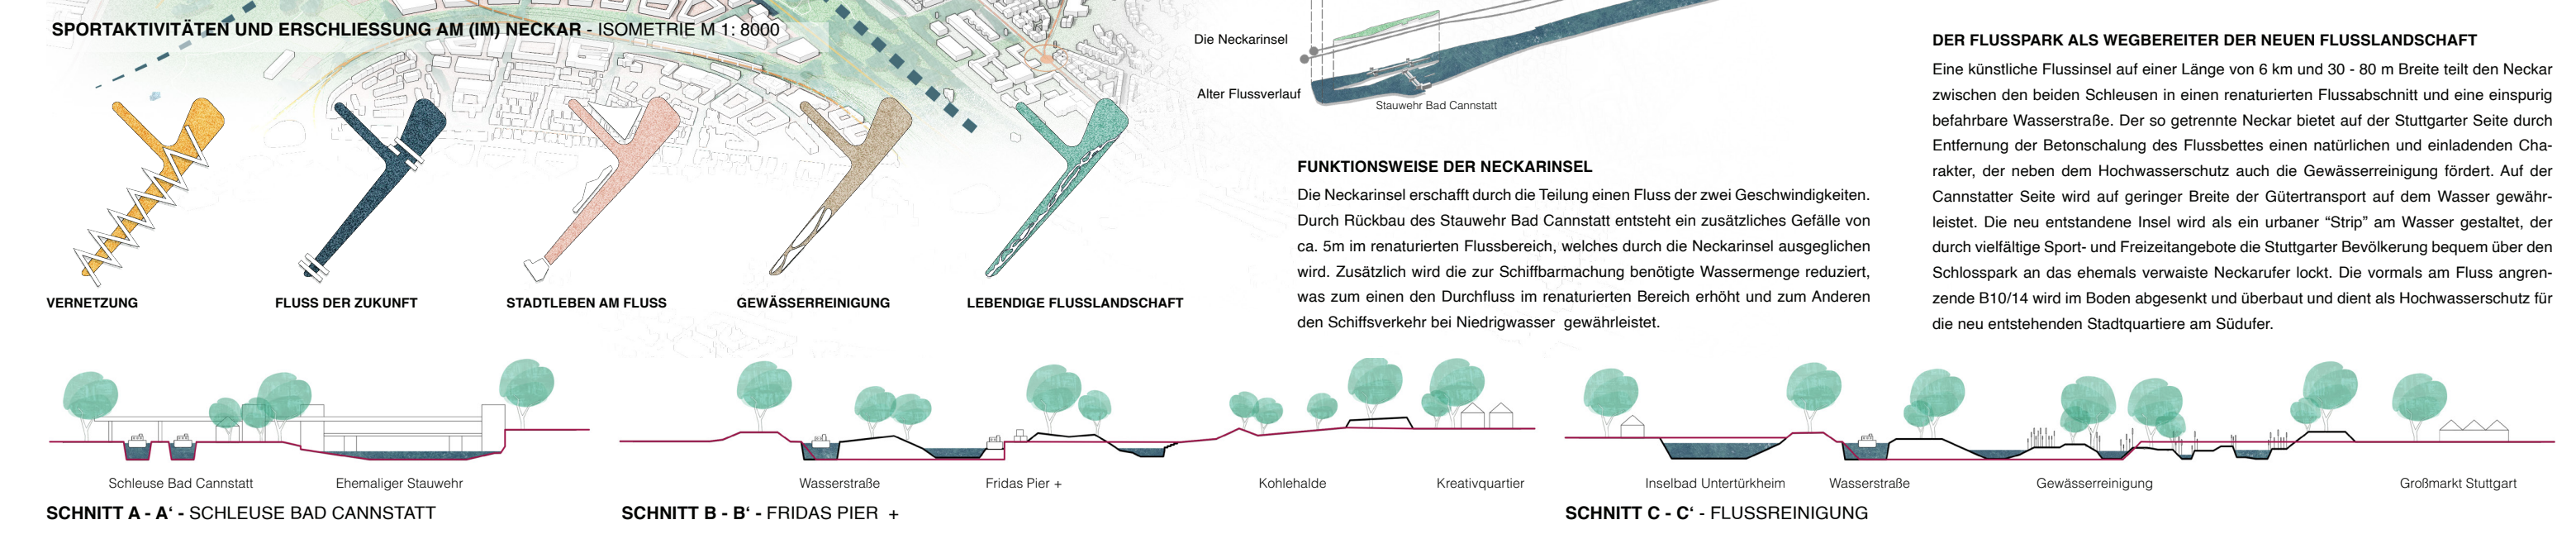 SPORTAKTIVITÄTEN UND ERSCHLIESSUNG AM (IM) NECKAR - ISOMETRIE M 1: 8000
Die Neckarinsel
Alter Flussverlauf
Stauwehr Bad Cannstatt
VERNETZUNG
FLUSS DER ZUKUNFT
STADTLEBEN AM FLUSS
GEWÄSSERREINIGUNG
LEBENDIGE FLUSSLANDSCHAFT
FUNKTIONSWEISE DER NECKARINSEL
Die Neckarinsel erschafft durch die Teilung einen Fluss der zwei Geschwindigkeiten.
Durch Rückbau des Stauwehr Bad Cannstatt entsteht ein zusätzliches Gefälle von
ca. 5m im renaturierten Flussbereich, welches durch die Neckarinsel ausgeglichen
wird. Zusätzlich wird die zur Schiffbarmachung benötigte Wassermenge reduziert,
was zum einen den Durchfluss im renaturierten Bereich erhöht und zum Anderen
den Schiffsverkehr bei Niedrigwasser gewährleistet.
DER FLUSSPARK ALS WEGBEREITER DER NEUEN FLUSSLANDSCHAFT
Eine künstliche Flussinsel auf einer Länge von 6 km und 30 - 80 m Breite teilt den Neckar
zwischen den beiden Schleusen in einen renaturierten Flussabschnitt und eine einspurig
befahrbare Wasserstraße. Der so getrennte Neckar bietet auf der Stuttgarter Seite durch
Entfernung der Betonschalung des Flussbettes einen natürlichen und einladenden Cha-
rakter, der neben dem Hochwasserschutz auch die Gewässerreinigung fördert. Auf der
Cannstatter Seite wird auf geringer Breite der Gütertransport auf dem Wasser gewähr-
leistet. Die neu entstandene Insel wird als ein urbaner “Strip” am Wasser gestaltet, der
durch vielfältige Sport- und Freizeitangebote die Stuttgarter Bevölkerung bequem über den
Schlosspark an das ehemals verwaiste Neckarufer lockt. Die vormals am Fluss angren-
zende B10/14 wird im Boden abgesenkt und überbaut und dient als Hochwasserschutz für
die neu entstehenden Stadtquartiere am Südufer.
Schleuse Bad Cannstatt
Ehemaliger Stauwehr
SCHNITT A - A‘ - SCHLEUSE BAD CANNSTATT
Wasserstraße
Fridas Pier +
Kohlehalde
Kreativquartier
SCHNITT B - B‘ - FRIDAS PIER +
Inselbad Untertürkheim
Wasserstraße
Gewässerreinigung
Großmarkt Stuttgart
SCHNITT C - C‘ - FLUSSREINIGUNG